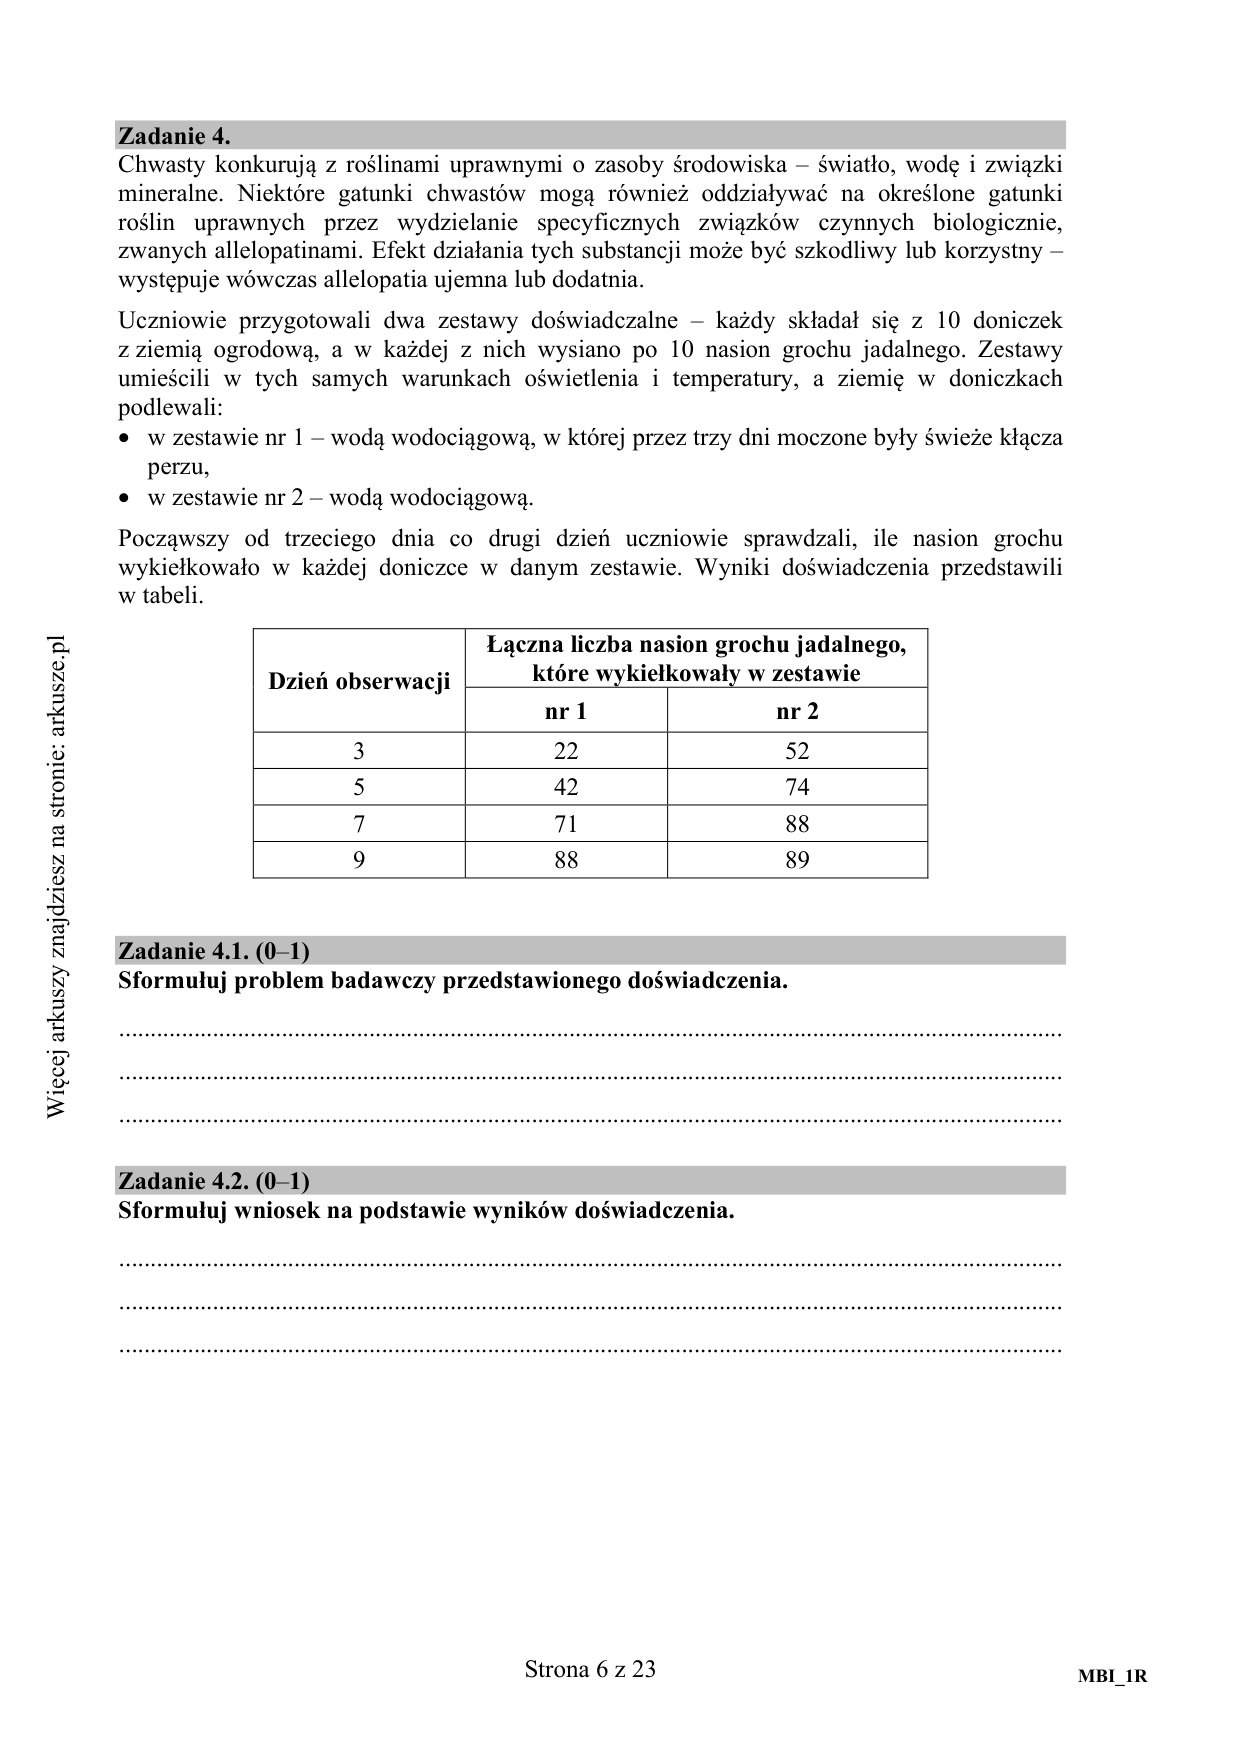 Zadanie 4.
Chwasty konkurują z roślinami uprawnymi o zasoby środowiska – światło, wodę i związki
mineralne. Niektóre gatunki chwastów mogą również oddziaływać na określone gatunki
roślin uprawnych przez wydzielanie specyficznych związków czynnych biologicznie,
zwanych allelopatinami. Efekt działania tych substancji może być szkodliwy lub korzystny –
występuje wówczas allelopatia ujemna lub dodatnia.
Uczniowie przygotowali dwa zestawy doświadczalne – każdy składał się z 10 doniczek
z ziemią ogrodową, a w każdej z nich wysiano po 10 nasion grochu jadalnego. Zestawy
umieścili w tych samych warunkach oświetlenia i temperatury, a ziemię w doniczkach
podlewali:
• w zestawie nr 1 – wodą wodociągową, w której przez trzy dni moczone były świeże kłącza
perzu,
• w zestawie nr 2 – wodą wodociągową.
Począwszy od trzeciego dnia co drugi dzień uczniowie sprawdzali, ile nasion grochu
wykiełkowało w każdej doniczce w danym zestawie. Wyniki doświadczenia przedstawili
w tabeli.
Dzień obserwacji
Łączna liczba nasion grochu jadalnego,
które wykiełkowały w zestawie
nr 1 nr 2
3 22 52
5 42 74
7 71 88
9 88 89
Zadanie 4.1. (0–1)
Sformułuj problem badawczy przedstawionego doświadczenia.
Zadanie 4.2. (0–1)
Sformułuj wniosek na podstawie wyników doświadczenia.
Więcej arkuszy znajdziesz na stronie: arkusze.pl
Strona 6 z 23
MBI_1R